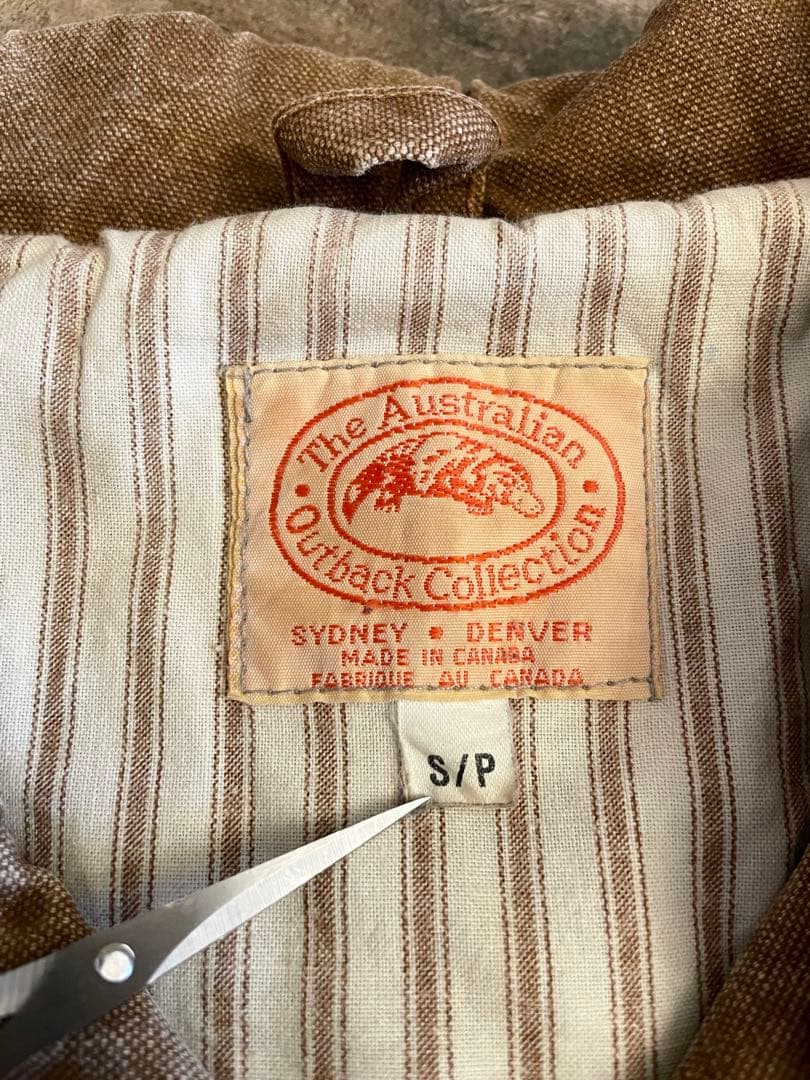 The Australian
Outback Collection
SYDNEY • DENVER
MADE IN CANADA
FABRIQUE AU CANADA
S/P